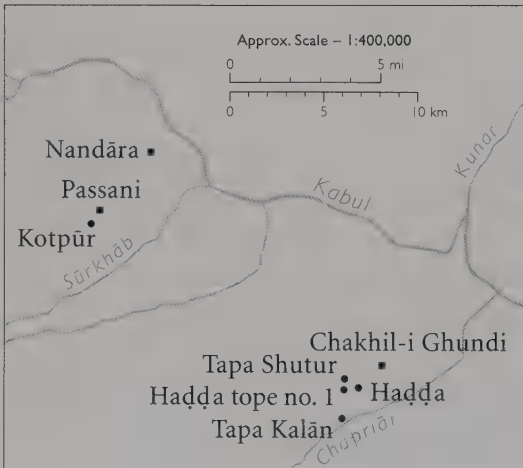 Approx. Scale – 1:400,000
0 5 mi
0 5 10 km
Nandāra
Passani
Kotpūr
Sūrkhāb
Kabul
Kunar
Chakhil-i Ghundi
Tapa Shutur
Haḍḍa tope no. 1
Haḍḍa
Tapa Kalān
Chupriāi